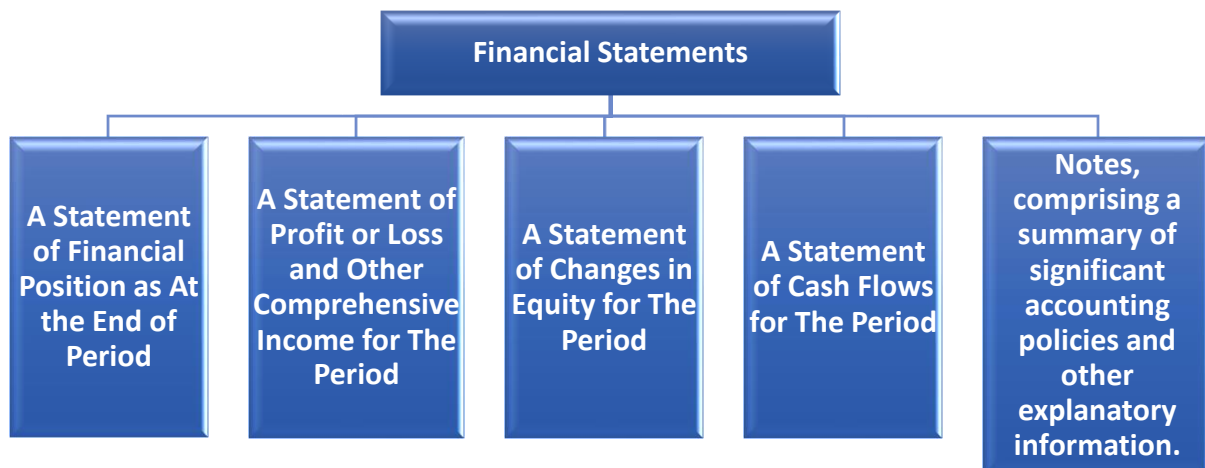 Financial Statements
A Statement
of Financial
Position as At
the End of
Period
A Statement of
Profit or Loss
and Other
Comprehensive
Income for The
Period
A Statement
of Changes in
Equity for The
Period
A Statement
of Cash Flows
for The Period
Notes,
comprising a
summary of
significant
accounting
policies and
other
explanatory
information.